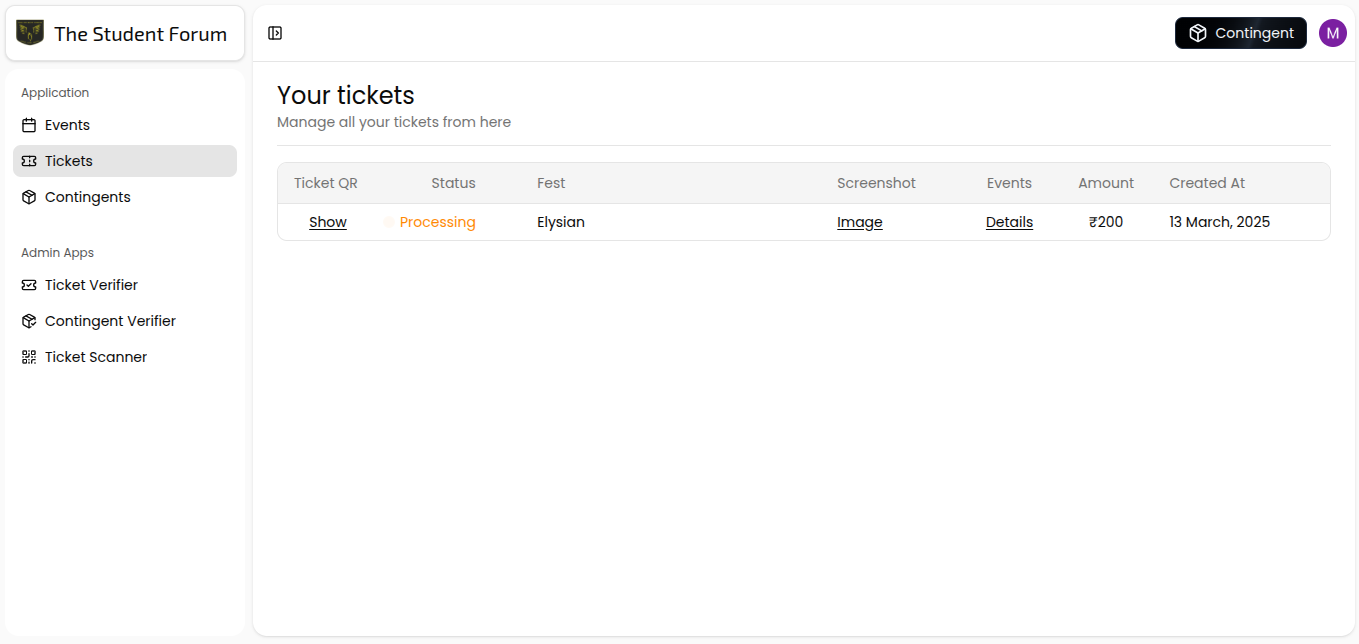 The Student Forum
Contingent
M
Application
Events
Tickets
Contingents
Admin Apps
Ticket Verifier
Contingent Verifier
Ticket Scanner
Your tickets
Manage all your tickets from here
Ticket QR Status Fest Screenshot Events Amount Created At
Show Processing Elysian Image Details ₹200 13 March, 2025